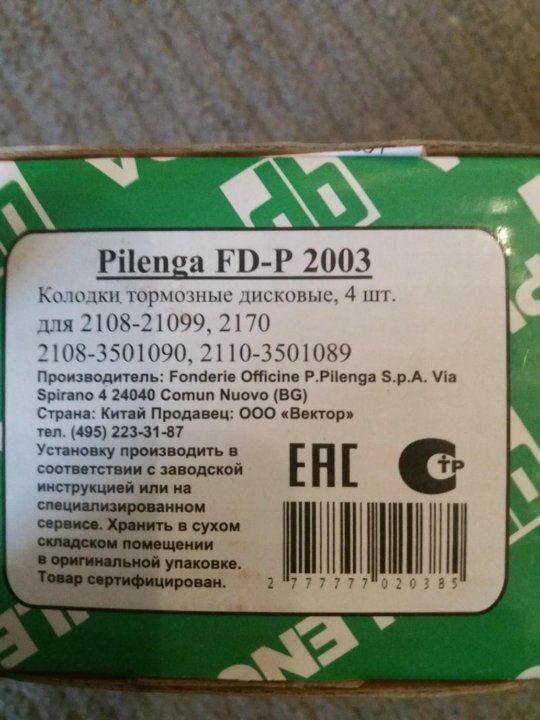 Pilenga FD-P 2003
Колодки тормозные дисковые, 4 шт.
для 2108-21099, 2170
2108-3501090, 2110-3501089
Производитель: Fonderie Officine P.Pilenga S.p.A. Via
Spirano 4 24040 Comun Nuovo (BG)
Страна: Китай Продавец: ООО «Вектор»
тел. (495) 223-31-87
Установку производить в
соответствии с заводской
инструкцией или на
специализированном
сервисе. Хранить в сухом
складском помещении
в оригинальной упаковке.
Товар сертифицирован.
ЕАС
СТР
2 777777 020385